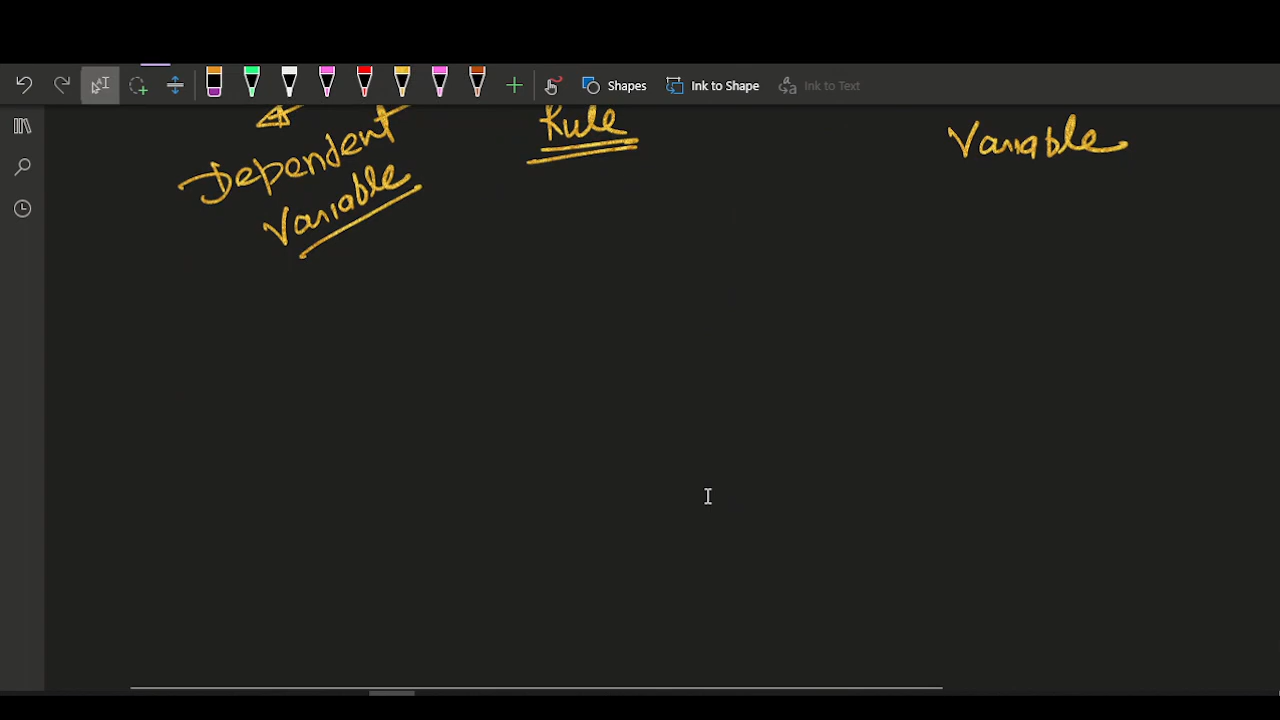 Shapes
Ink to Shape
Ink to Text
Rule
Variable
Dependent
Variable